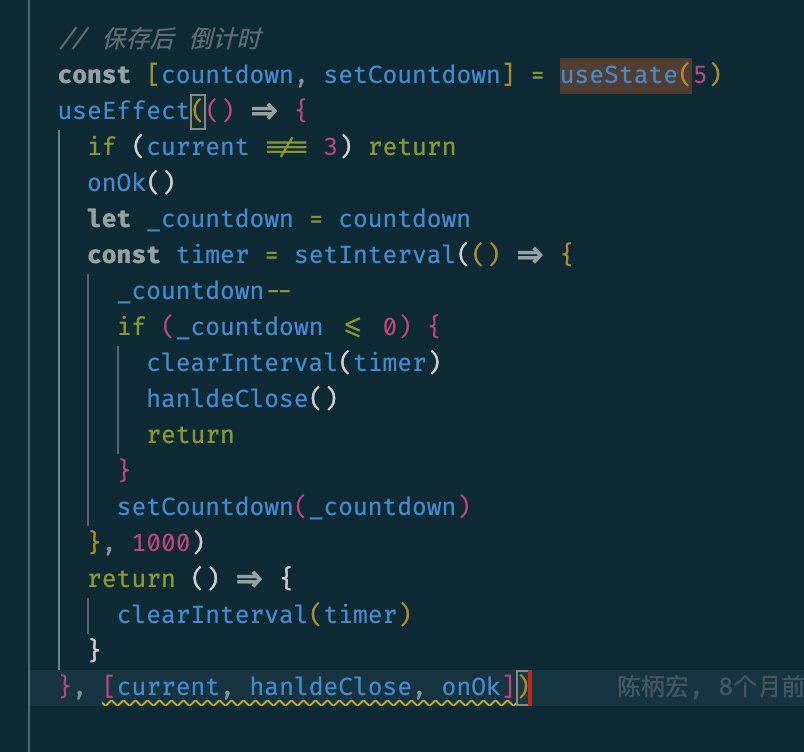 // 保存后 倒计时
const [countdown, setCountdown] = useState(5)
useEffect(() => {
if (current !== 3) return
onOk()
let _countdown = countdown
const timer = setInterval(() => {
_countdown--
if (_countdown <= 0) {
clearInterval(timer)
hanldeClose()
return
}
setCountdown(_countdown)
}, 1000)
return () => {
clearInterval(timer)
}
}, [current, hanldeClose, onOk]) 陈柄宏, 8个月前